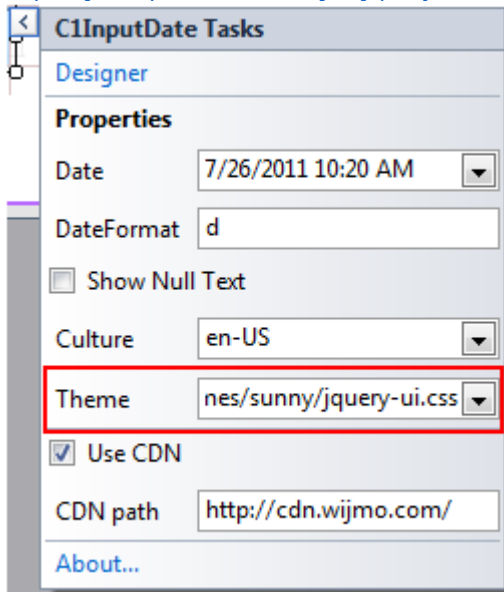 C1InputDate Tasks
Designer
Properties
Date 7/26/2011 10:20 AM
DateFormat d
Show Null Text
Culture en-US
Theme nes/sunny/jquery-ui.css
Use CDN
CDN path http://cdn.wijmo.com/
About...